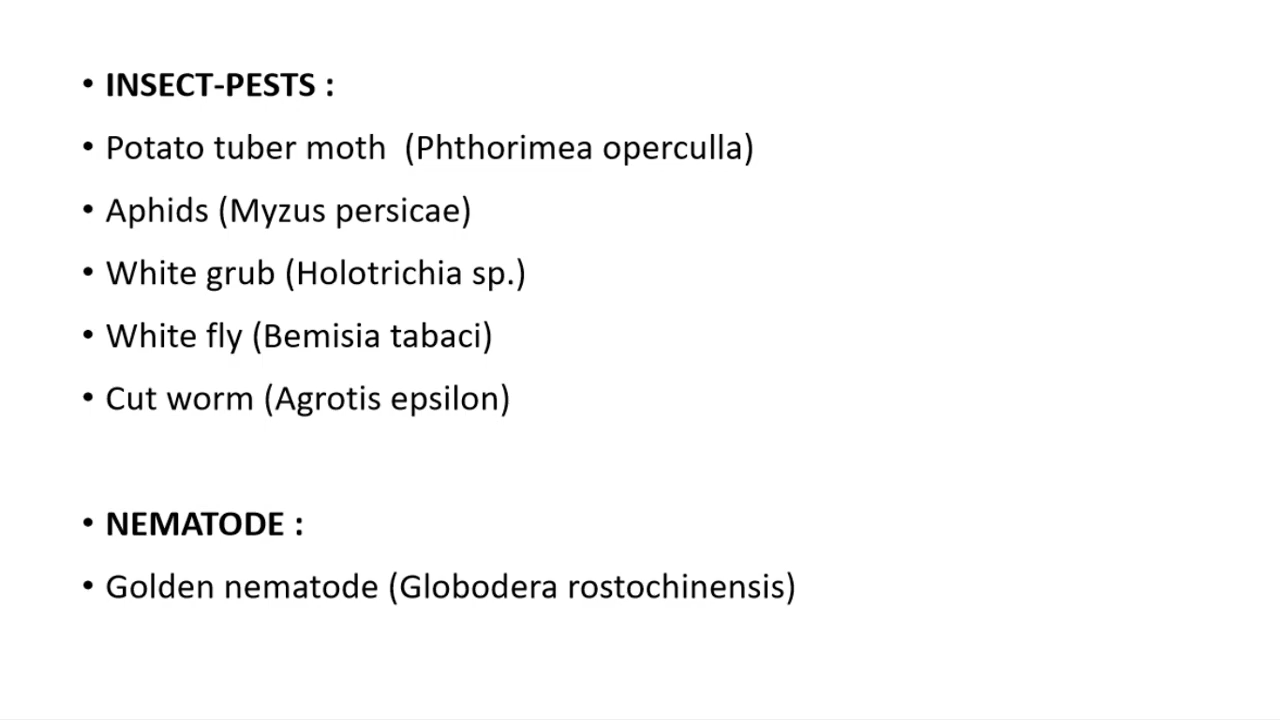 • INSECT-PESTS :
• Potato tuber moth  (Phthorimea operculla)
• Aphids (Myzus persicae)
• White grub (Holotrichia sp.)
• White fly (Bemisia tabaci)
• Cut worm (Agrotis epsilon)
• NEMATODE :
• Golden nematode (Globodera rostochinensis)